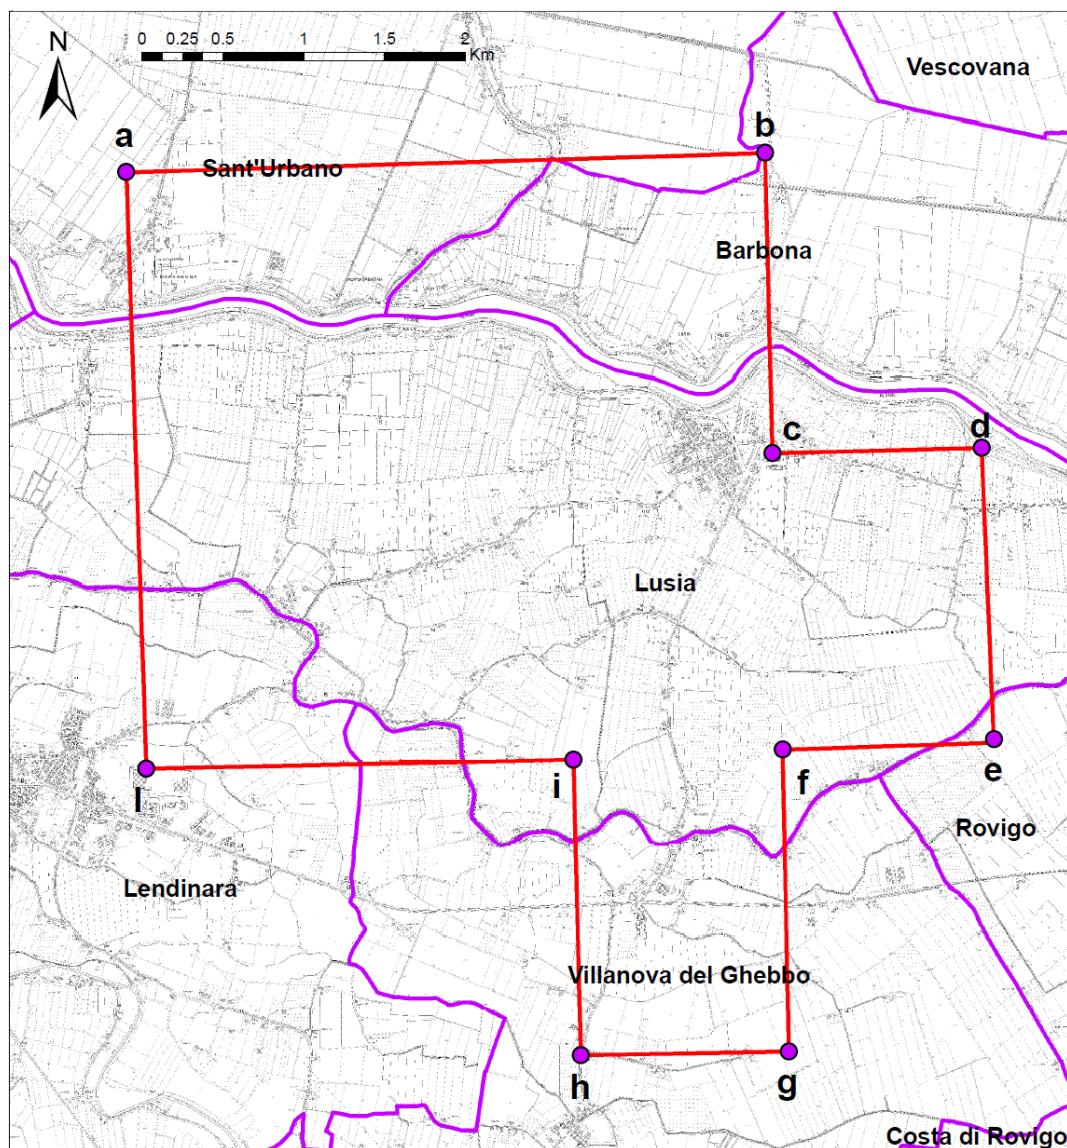 N
0 0.25 0.5 1 1.5 2
Km
Vescovana
a
b
Sant'Urbano
Barbona
c
d
Lusia
l
i
f
e
Rovigo
Lendinara
Villanova del Ghebbo
h
g
Costa di Rovigo